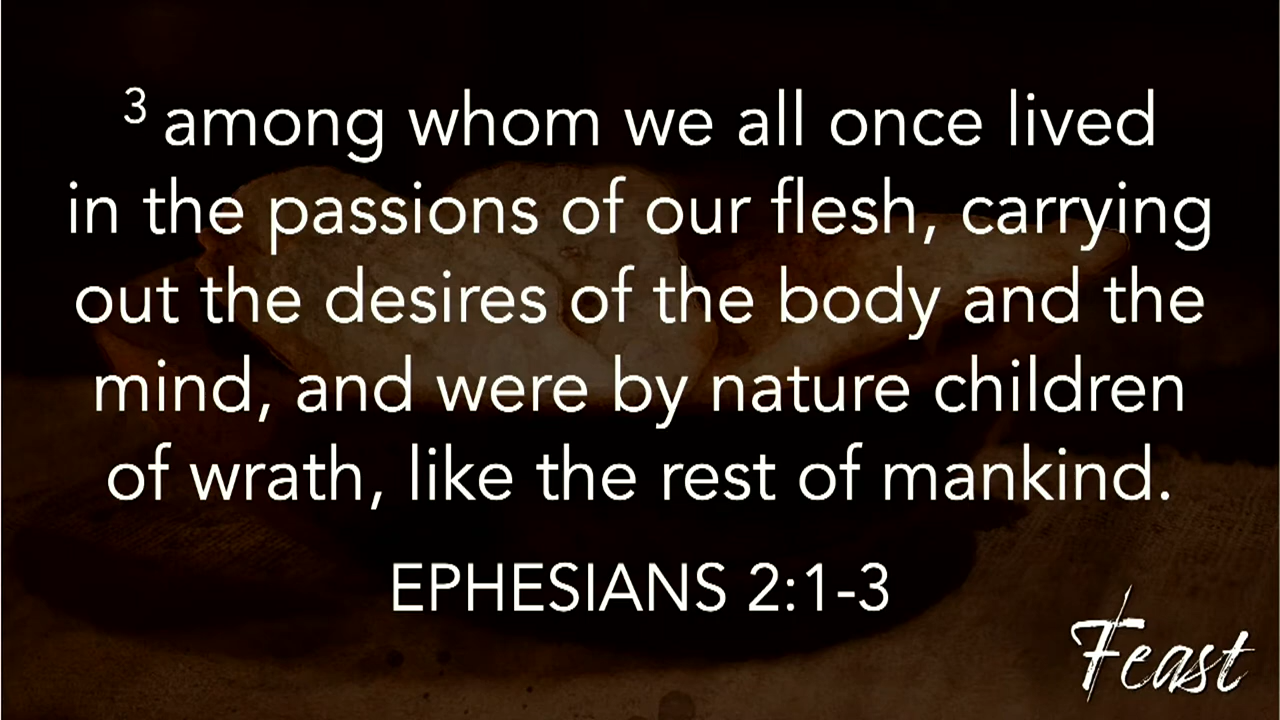 3 among whom we all once lived
in the passions of our flesh, carrying
out the desires of the body and the
mind, and were by nature children
of wrath, like the rest of mankind.
EPHESIANS 2:1-3
Feast